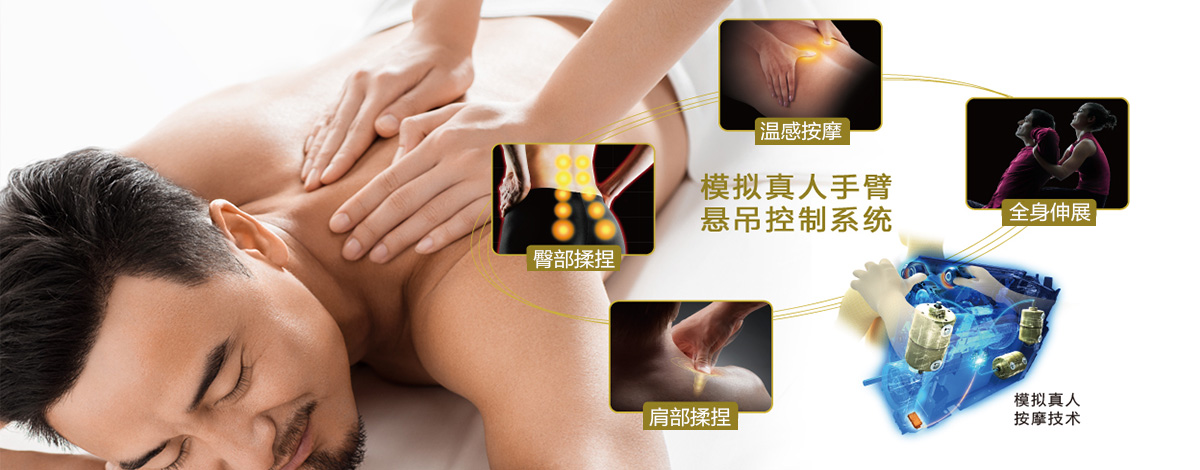 温感按摩
模拟真人手臂
悬吊控制系统
全身伸展
臀部揉捏
肩部揉捏
模拟真人
按摩技术